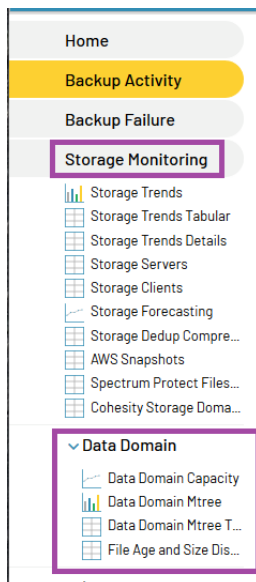 Home
Backup Activity
Backup Failure
Storage Monitoring
Storage Trends
Storage Trends Tabular
Storage Trends Details
Storage Servers
Storage Clients
Storage Forecasting
Storage Dedup Compre...
AWS Snapshots
Spectrum Protect Files...
Cohesity Storage Doma...
Data Domain
Data Domain Capacity
Data Domain Mtree
Data Domain Mtree T...
File Age and Size Dis...